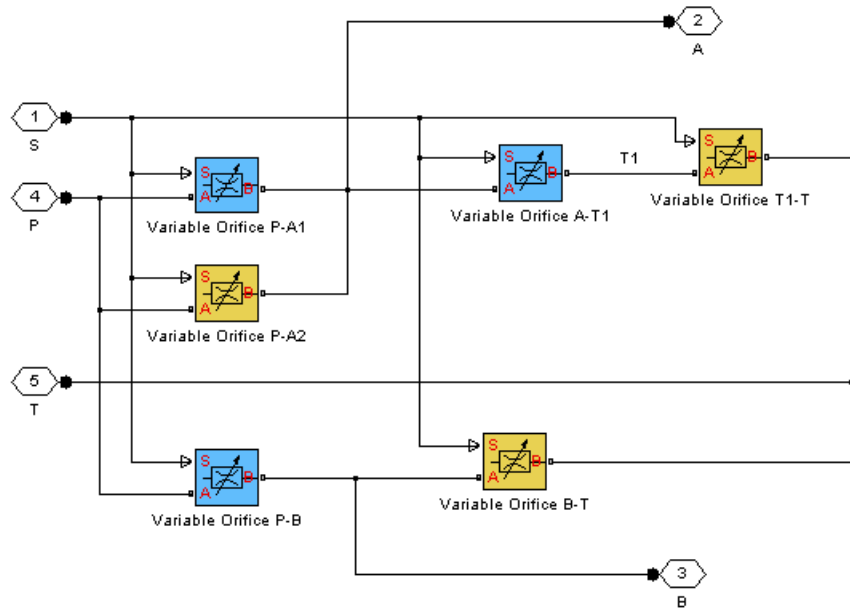 2
A
1
S
4
P
S
A
B
Variable Orifice P-A1
S
A
B
Variable Orifice A-T1
T1
S
A
B
Variable Orifice T1-T
S
A
B
Variable Orifice P-A2
5
T
S
A
B
Variable Orifice P-B
S
A
B
Variable Orifice B-T
3
B